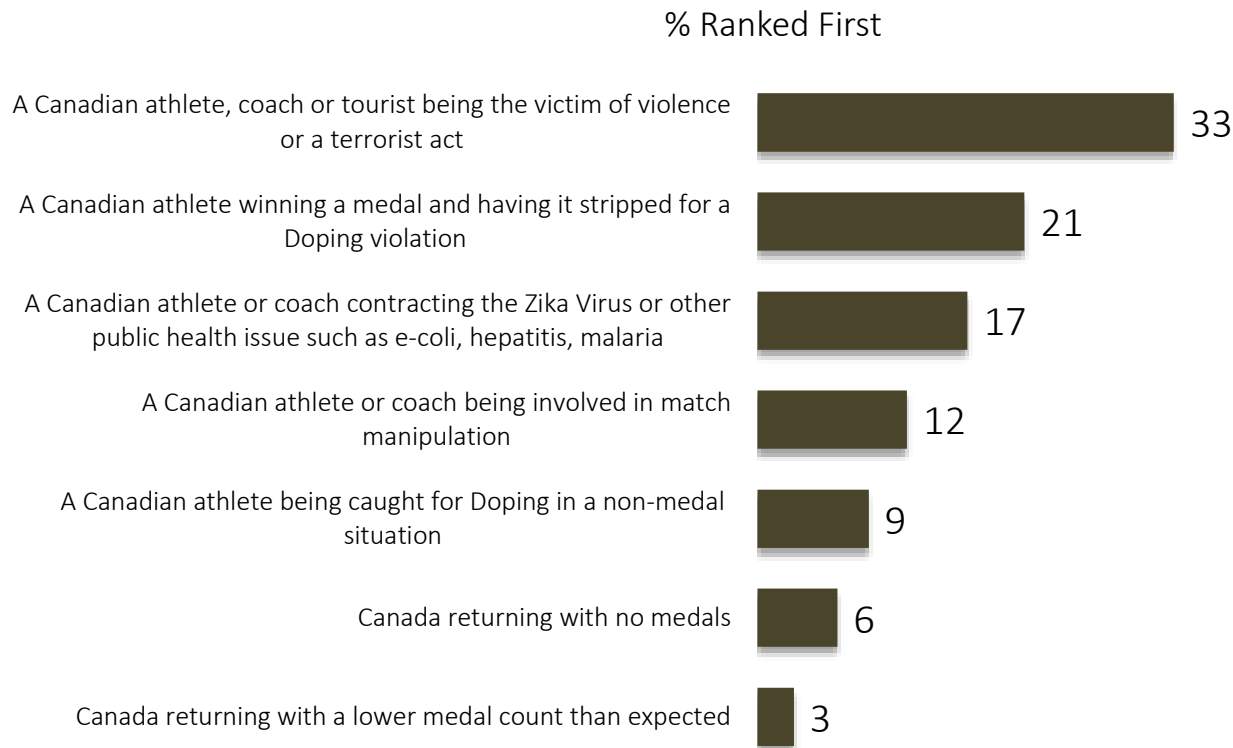 % Ranked First
A Canadian athlete, coach or tourist being the victim of violence
or a terrorist act
33
A Canadian athlete winning a medal and having it stripped for a
Doping violation
21
A Canadian athlete or coach contracting the Zika Virus or other
public health issue such as e-coli, hepatitis, malaria
17
A Canadian athlete or coach being involved in match
manipulation
12
A Canadian athlete being caught for Doping in a non-medal
situation
9
Canada returning with no medals
6
Canada returning with a lower medal count than expected
3